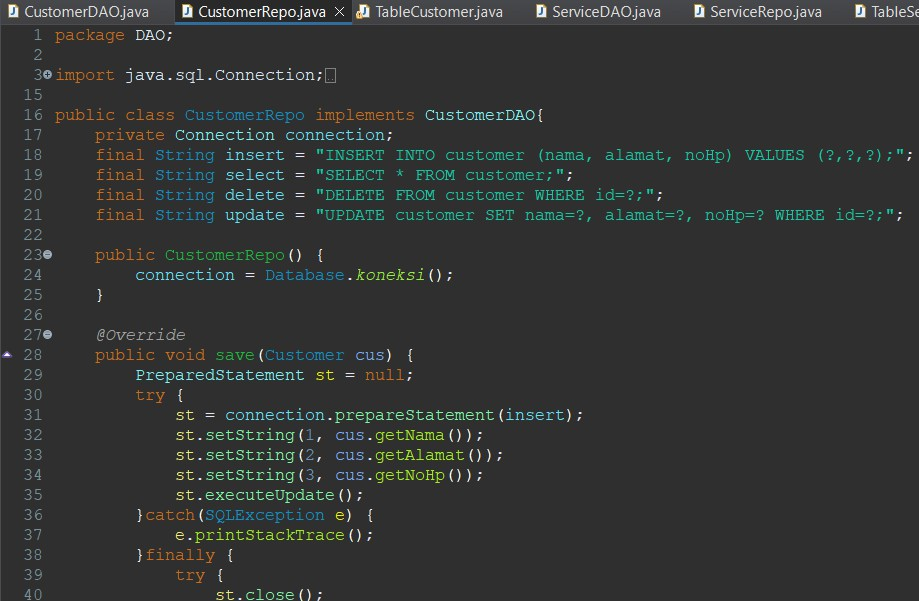 CustomerDAO.java CustomerRepo.java TableCustomer.java ServiceDAO.java ServiceRepo.java TableSe
1 package DAO;
2
3 import java.sql.Connection;
15
16 public class CustomerRepo implements CustomerDAO{
17     private Connection connection;
18     final String insert = "INSERT INTO customer (nama, alamat, noHp) VALUES (?,?,?);";
19     final String select = "SELECT * FROM customer;";
20     final String delete = "DELETE FROM customer WHERE id=?;";
21     final String update = "UPDATE customer SET nama=?, alamat=?, noHp=? WHERE id=?;";
22
23     public CustomerRepo() {
24         connection = Database.koneksi();
25     }
26
27     @Override
28     public void save(Customer cus) {
29         PreparedStatement st = null;
30         try {
31             st = connection.prepareStatement(insert);
32             st.setString(1, cus.getNama());
33             st.setString(2, cus.getAlamat());
34             st.setString(3, cus.getNoHp());
35             st.executeUpdate();
36         }catch(SQLException e) {
37             e.printStackTrace();
38         }finally {
39             try {
40                 st.close();